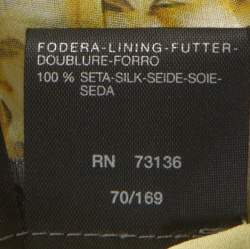 FODERA-LINING-FUTTER-
DOUBLURE-FORRO
100 % SETA-SILK-SEIDE-SOIE-
SEDA
RN 73136
70/169